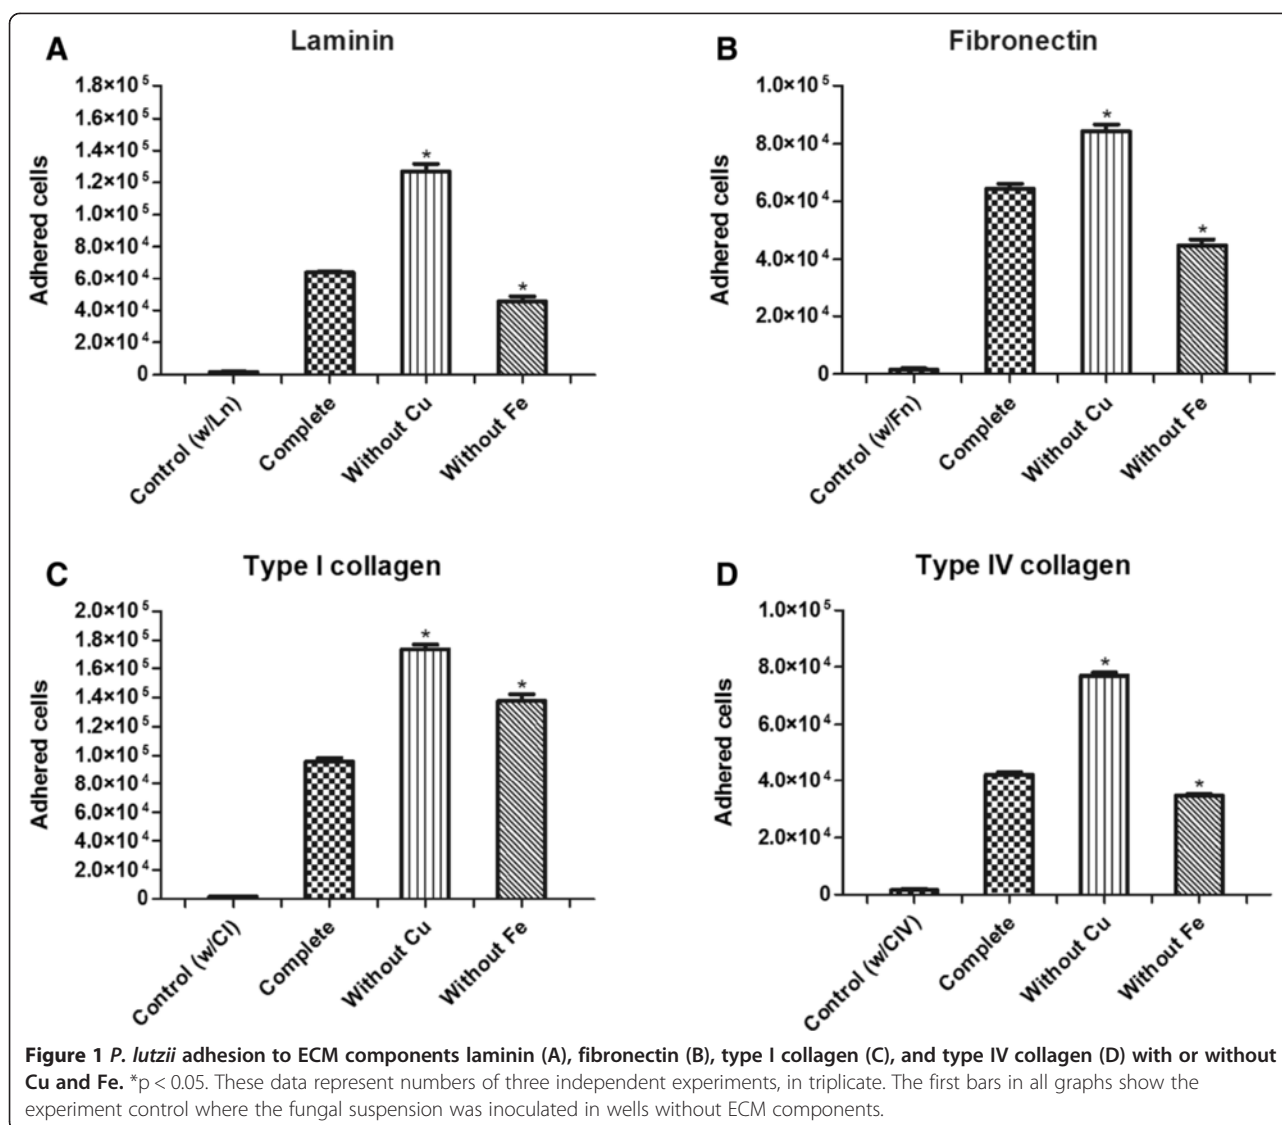 A
Laminin
1.8×10⁵
1.6×10⁵
1.4×10⁵
1.2×10⁵
1.0×10⁵
8.0×10⁴
6.0×10⁴
4.0×10⁴
2.0×10⁴
0
Adhered cells
*
*
Control (w/Ln)
Complete
Without Cu
Without Fe
B
Fibronectin
1.0×10⁵
8.0×10⁴
6.0×10⁴
4.0×10⁴
2.0×10⁴
0
Adhered cells
*
*
Control (w/Fn)
Complete
Without Cu
Without Fe
C
Type I collagen
2.0×10⁵
1.8×10⁵
1.6×10⁵
1.4×10⁵
1.2×10⁵
1.0×10⁵
8.0×10⁴
6.0×10⁴
4.0×10⁴
2.0×10⁴
0
Adhered cells
*
*
Control (w/CI)
Complete
Without Cu
Without Fe
D
Type IV collagen
1.0×10⁵
8.0×10⁴
6.0×10⁴
4.0×10⁴
2.0×10⁴
0
Adhered cells
*
*
Control (w/CIV)
Complete
Without Cu
Without Fe
Figure 1 P. lutzii adhesion to ECM components laminin (A), fibronectin (B), type I collagen (C), and type IV collagen (D) with or without
Cu and Fe. *p < 0.05. These data represent numbers of three independent experiments, in triplicate. The first bars in all graphs show the
experiment control where the fungal suspension was inoculated in wells without ECM components.